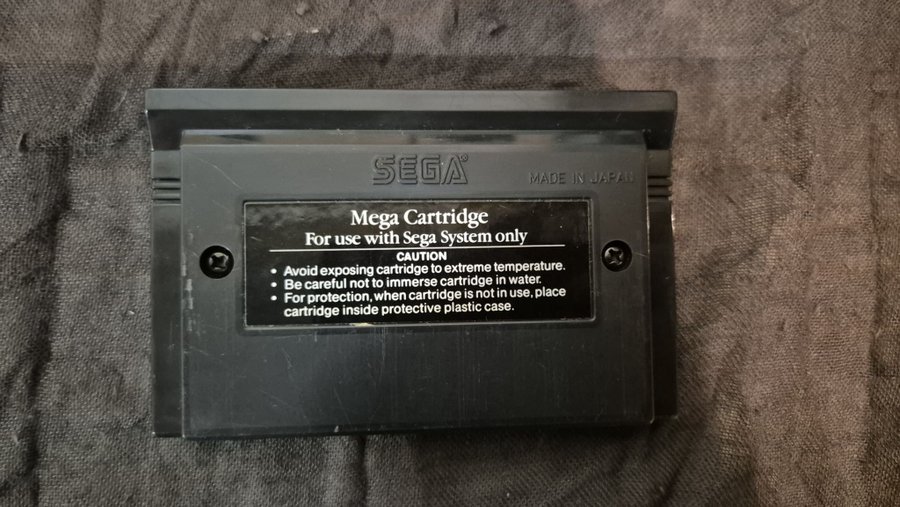 SEGA®
MADE IN JAPAN
Mega Cartridge
For use with Sega System only
CAUTION
• Avoid exposing cartridge to extreme temperature.
• Be careful not to immerse cartridge in water.
• For protection, when cartridge is not in use, place
cartridge inside protective plastic case.